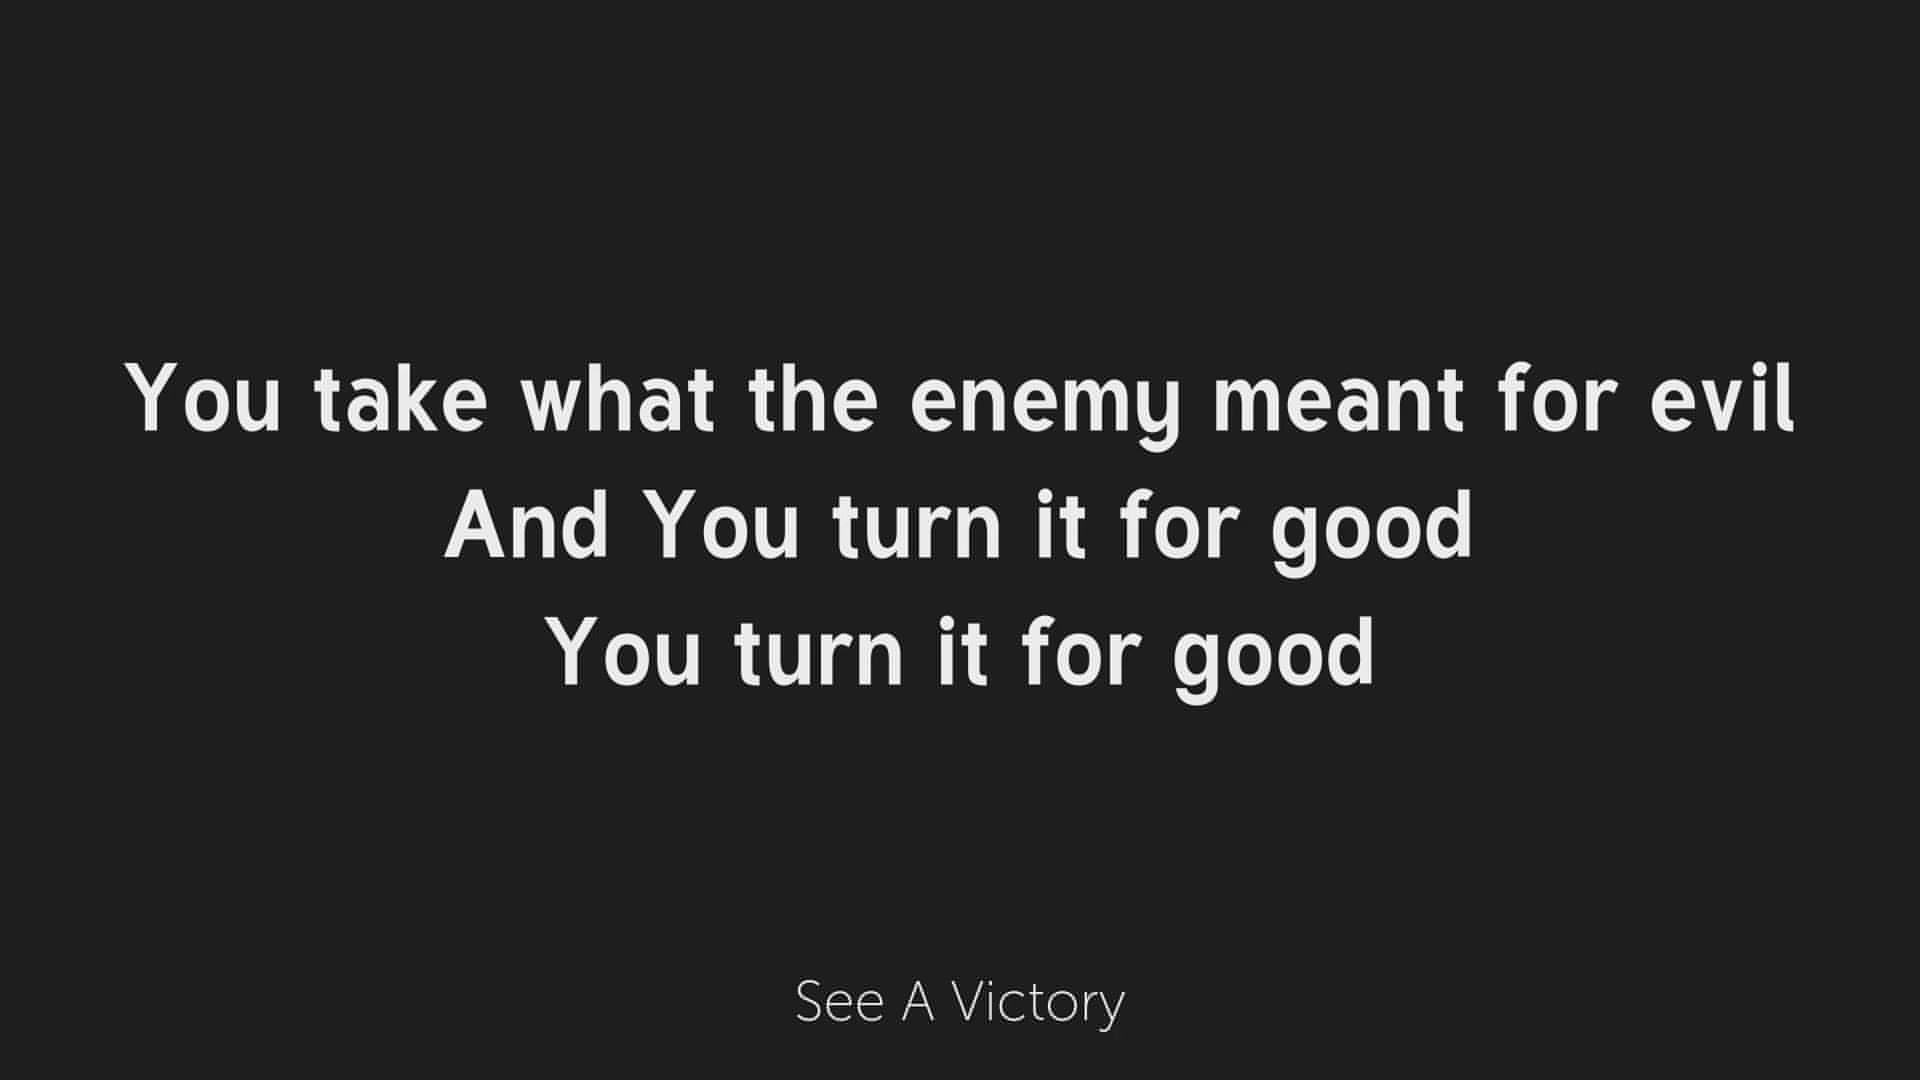 You take what the enemy meant for evil
And You turn it for good
You turn it for good
See A Victory